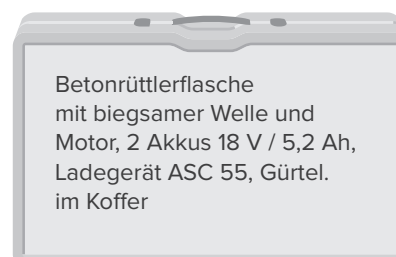 Betonrüttlerflasche
mit biegsamer Welle und
Motor, 2 Akkus 18 V / 5,2 Ah,
Ladegerät ASC 55, Gürtel.
im Koffer